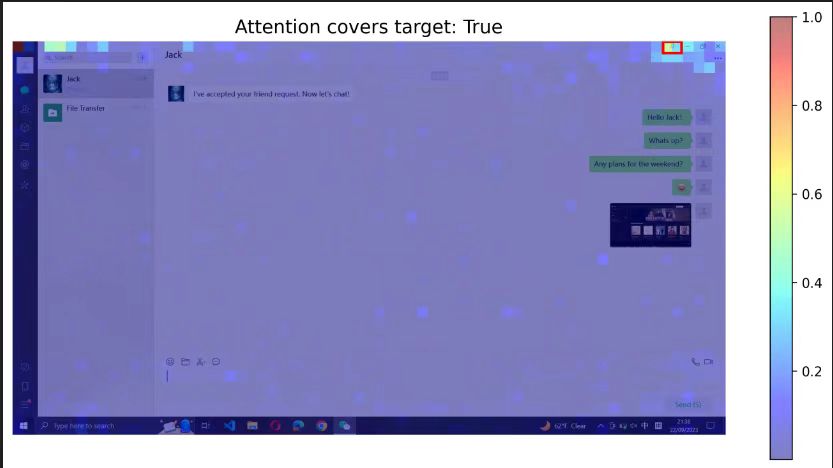 Attention covers target: True
Search
Jack
Jack
File Transfer
I've accepted your friend request. Now let's chat!
Hello Jack!
Whats up?
Any plans for the weekend?
Send (S)
Type here to search
62°F Clear
中
21:38
22/09/2023
1.0
0.8
0.6
0.4
0.2